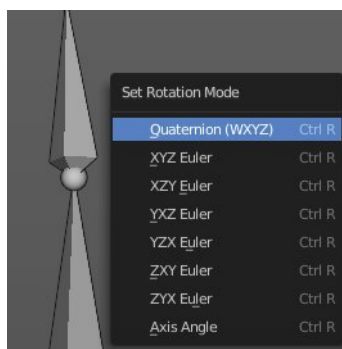 Set Rotation Mode
Quaternion (WXYZ) Ctrl R
XYZ Euler Ctrl R
XZY Euler Ctrl R
YXZ Euler Ctrl R
YZX Euler Ctrl R
ZXY Euler Ctrl R
ZYX Euler Ctrl R
Axis Angle Ctrl R